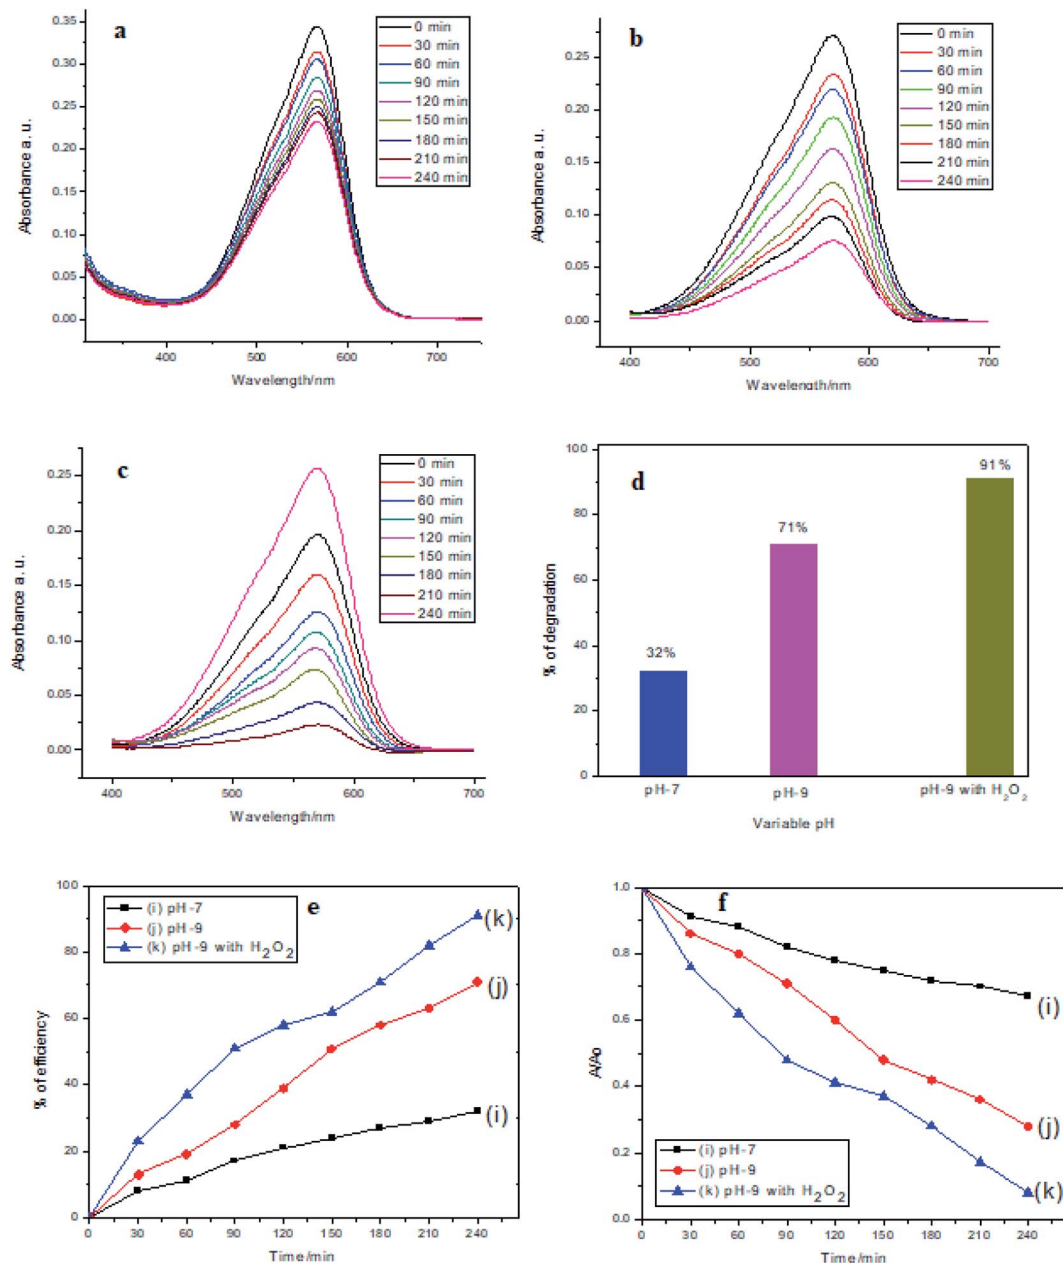 a
0.35
0.30
0.25
0.20
0.15
0.10
0.05
0.00
Absorbance a. u.
400
500
600
700
Wavelength/nm
0 min
30 min
60 min
90 min
120 min
150 min
180 min
210 min
240 min
b
0.25
0.20
0.15
0.10
0.05
0.00
Absorbance a. u.
400
500
600
700
Wavelength/nm
0 min
30 min
60 min
90 min
120 min
150 min
180 min
210 min
240 min
c
0.25
0.20
0.15
0.10
0.05
0.00
Absorbance a. u.
400
500
600
700
Wavelength/nm
0 min
30 min
60 min
90 min
120 min
150 min
180 min
210 min
240 min
d
100
80
60
40
20
0
% of degradation
32%
71%
91%
pH-7
pH-9
pH-9 with H₂O₂
Variable pH
e
100
80
60
40
20
0
% of efficiency
(i) pH-7
(j) pH-9
(k) pH-9 with H₂O₂
(k)
(j)
(i)
0
30
60
90
120
150
180
210
240
Time/min
f
1.0
0.8
0.6
0.4
0.2
0.0
A/Ao
(i)
(j)
(k)
(i) pH-7
(j) pH-9
(k) pH-9 with H₂O₂
0
30
60
90
120
150
180
210
240
Time/min